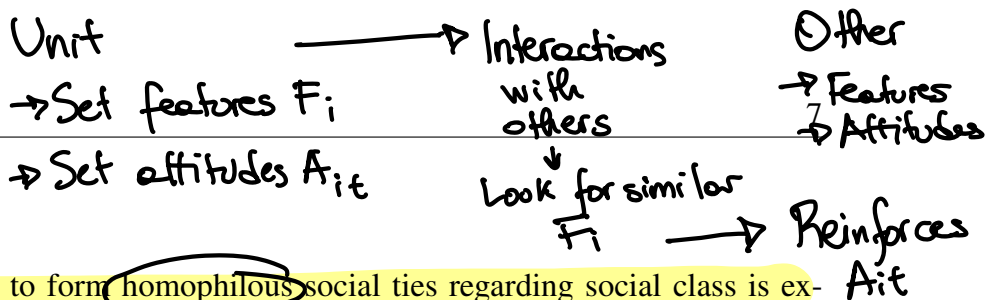 Unit → Interactions with others
→ Set features Fi
→ Set attitudes Ait
↓
Look for similar
Fi → Reinforces
Ait
Other
→ Features
7
→ Attitudes
to form homophilous social ties regarding social class is ex-